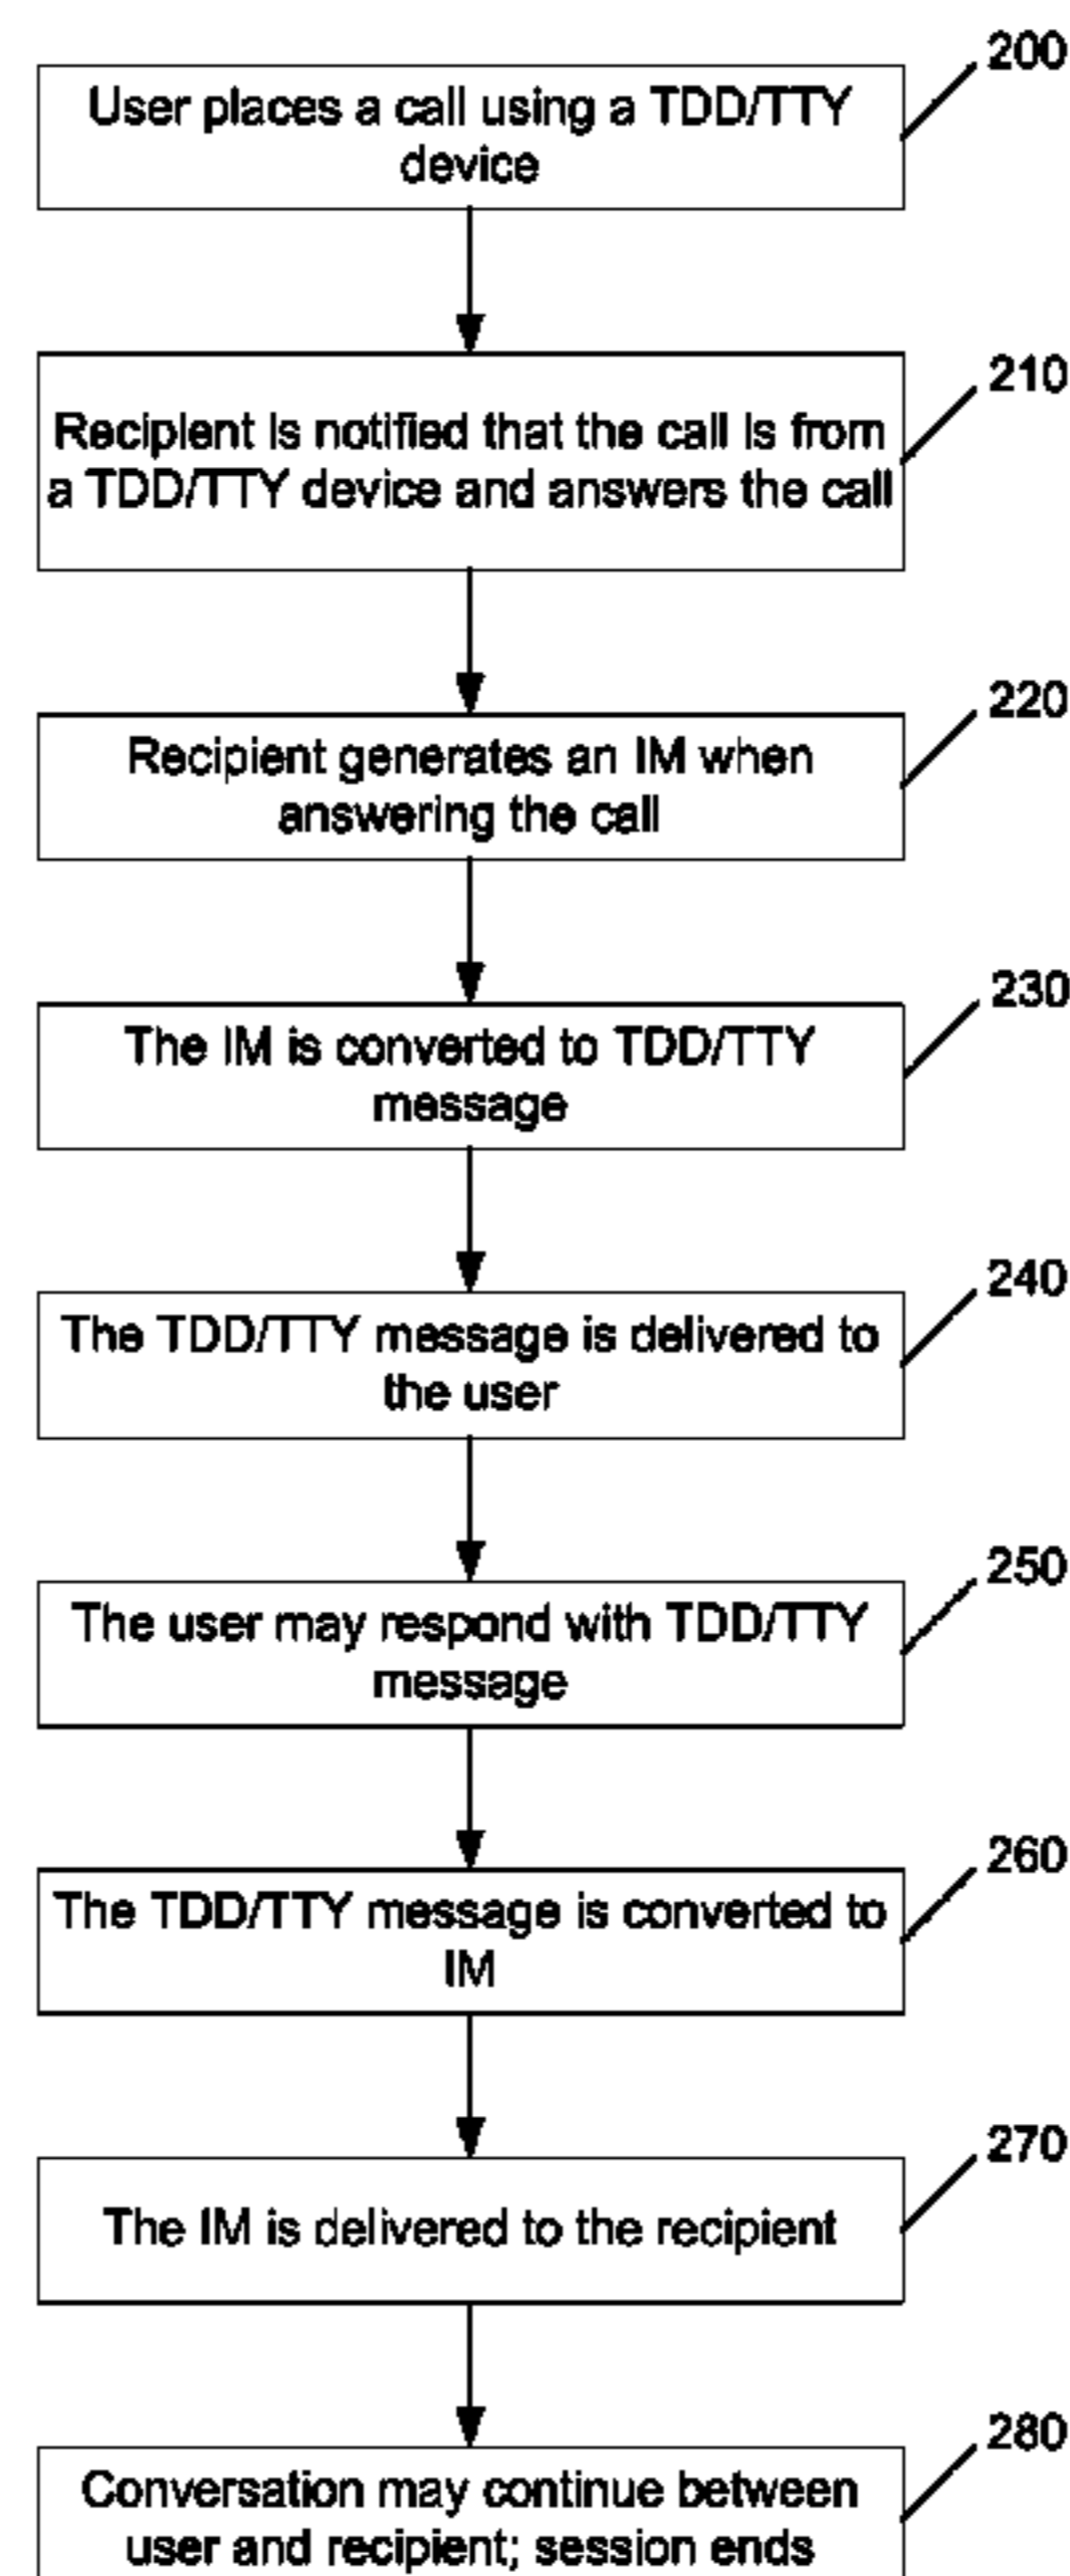 200
User places a call using a TDD/TTY
device
210
Recipient is notified that the call is from
a TDD/TTY device and answers the call
220
Recipient generates an IM when
answering the call
230
The IM is converted to TDD/TTY
message
240
The TDD/TTY message is delivered to
the user
250
The user may respond with TDD/TTY
message
260
The TDD/TTY message is converted to
IM
270
The IM is delivered to the recipient
280
Conversation may continue between
user and recipient; session ends